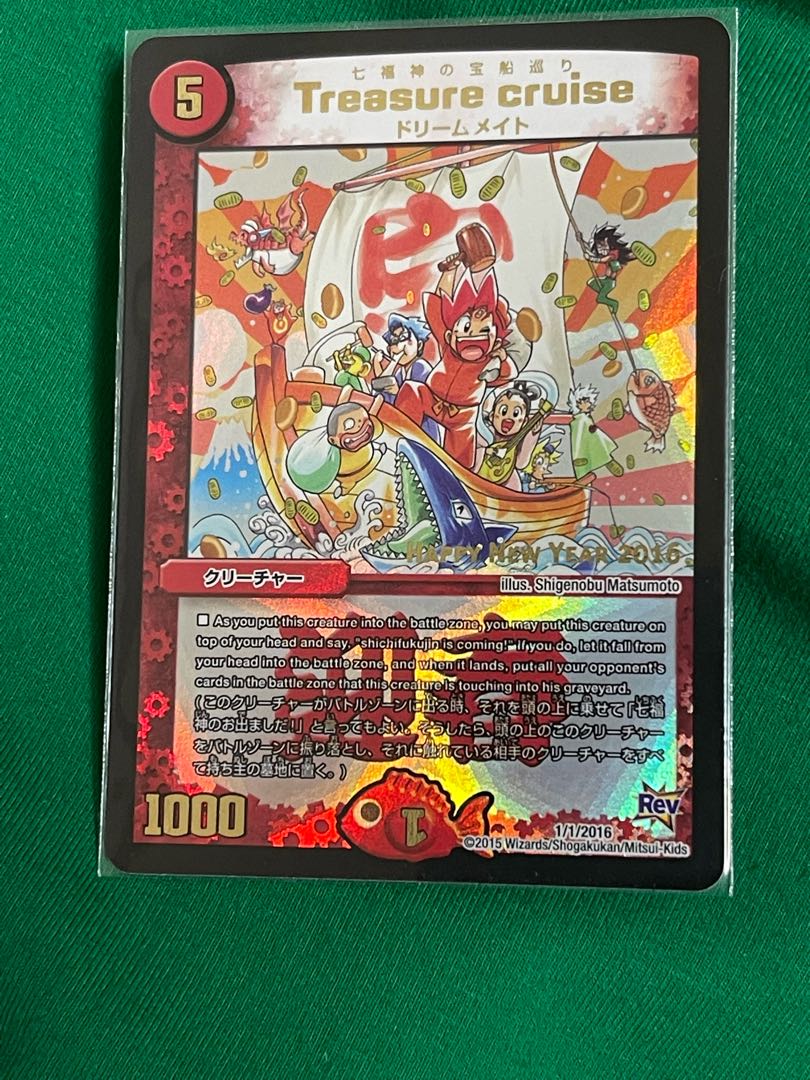 5
七福神の宝船巡り
Treasure cruise
ドリームメイト
HAPPY NEW YEAR 2016
クリーチャー
illus. Shigenobu Matsumoto
■ As you put this creature into the battle zone, you may put this creature on
top of your head and say, "shichifukujin is coming!" if you do, let it fall from
your head into the battle zone, and when it lands, put all your opponent's
cards in the battle zone that this creature is touching into his graveyard.
(このクリーチャーがバトルゾーンに出る時、それを頭の上に乗せて「七福
神のお出ましだ!」と言ってもよい。そうしたら、頭の上のこのクリーチャー
をバトルゾーンに振り落とし、それに触れている相手のクリーチャーをすべ
て持ち主の墓地に置く。)
1000
1
Rev
1/1/2016
©2015 Wizards/Shogakukan/Mitsui-Kids